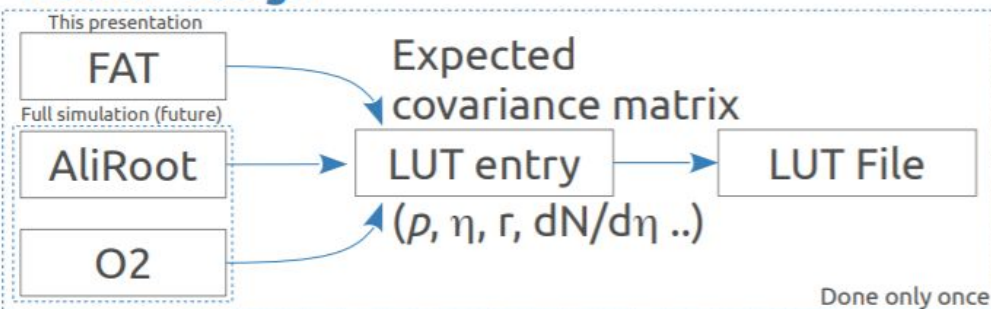 This presentation
FAT
Expected
covariance matrix
Full simulation (future)
AliRoot
LUT entry
LUT File
(p, η, r, dN/dη ..)
O2
Done only once